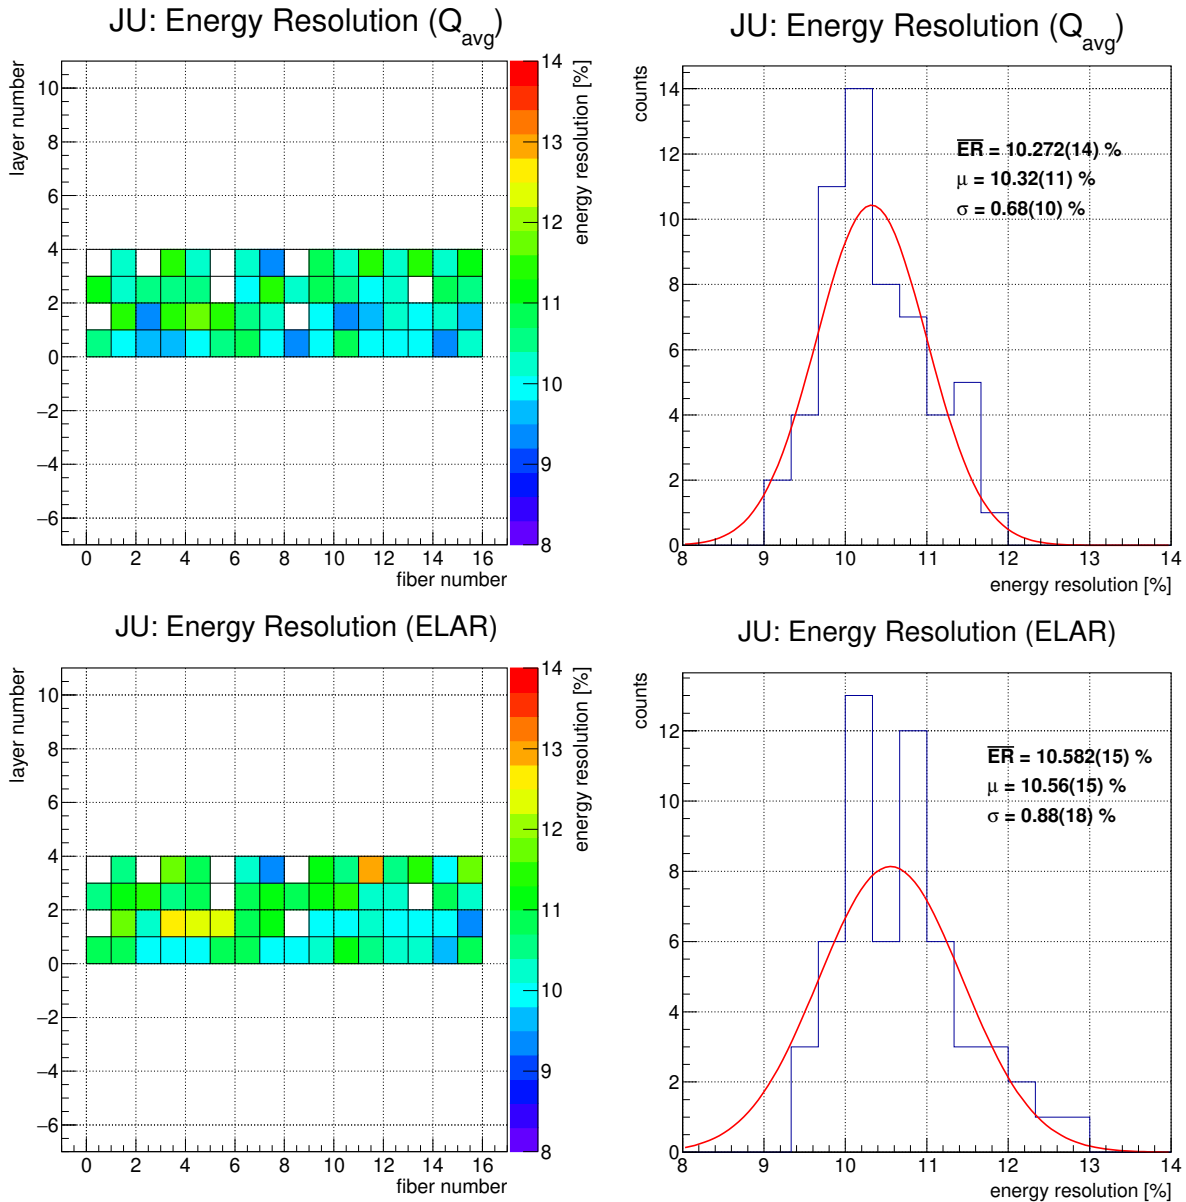 JU: Energy Resolution (Q_avg)
layer number
10
8
6
4
2
0
−2
−4
−6
0 2 4 6 8 10 12 14 16
fiber number
14
13
12
11
10
9
8
energy resolution [%]
JU: Energy Resolution (Q_avg)
counts
14
12
10
8
6
4
2
0
ER = 10.272(14) %
μ = 10.32(11) %
σ = 0.68(10) %
8 9 10 11 12 13 14
energy resolution [%]
JU: Energy Resolution (ELAR)
layer number
10
8
6
4
2
0
−2
−4
−6
0 2 4 6 8 10 12 14 16
fiber number
14
13
12
11
10
9
8
energy resolution [%]
JU: Energy Resolution (ELAR)
counts
12
10
8
6
4
2
0
ER = 10.582(15) %
μ = 10.56(15) %
σ = 0.88(18) %
8 9 10 11 12 13 14
energy resolution [%]